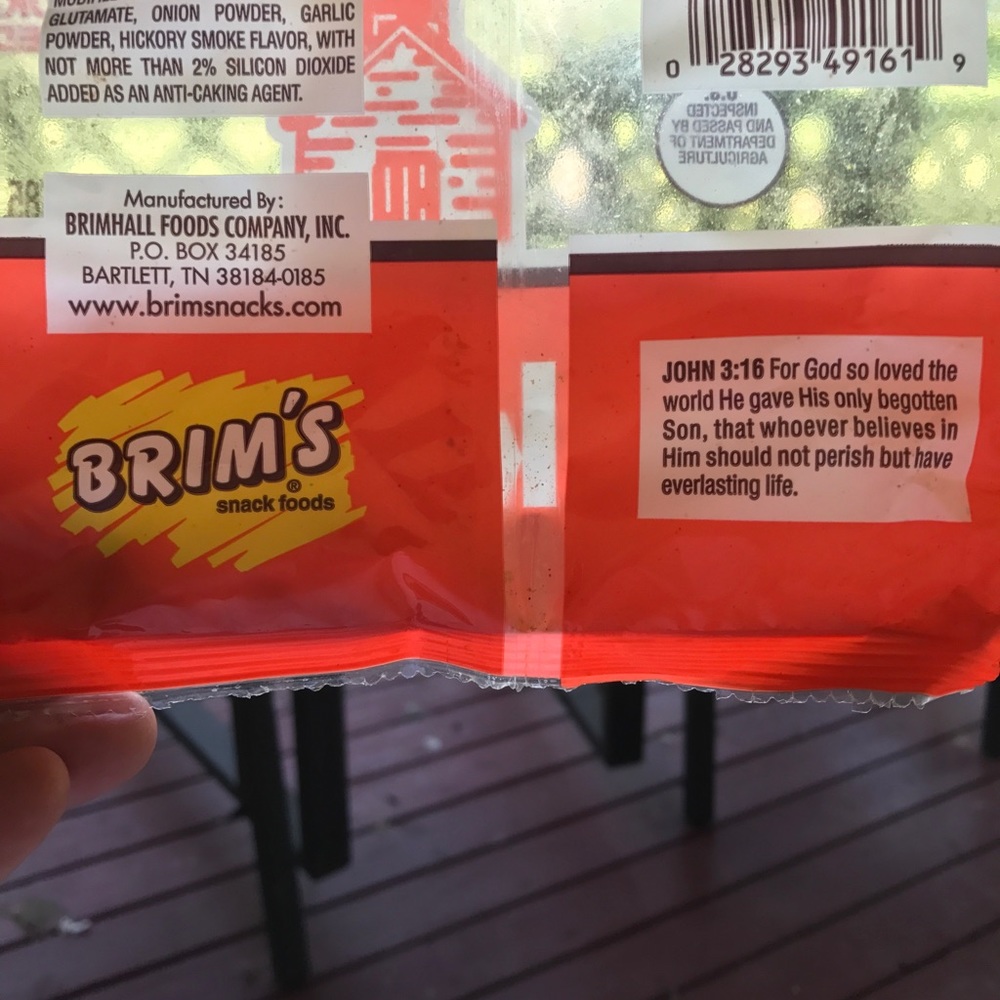 GLUTAMATE, ONION POWDER, GARLIC
POWDER, HICKORY SMOKE FLAVOR, WITH
NOT MORE THAN 2% SILICON DIOXIDE
ADDED AS AN ANTI-CAKING AGENT.
0 28293 49161 9
U.S.
INSPECTED
AND PASSED BY
DEPARTMENT OF
AGRICULTURE
Manufactured By:
BRIMHALL FOODS COMPANY, INC.
P.O. BOX 34185
BARTLETT, TN 38184-0185
www.brimsnacks.com
BRIM'S
®
snack foods
JOHN 3:16 For God so loved the
world He gave His only begotten
Son, that whoever believes in
Him should not perish but have
everlasting life.